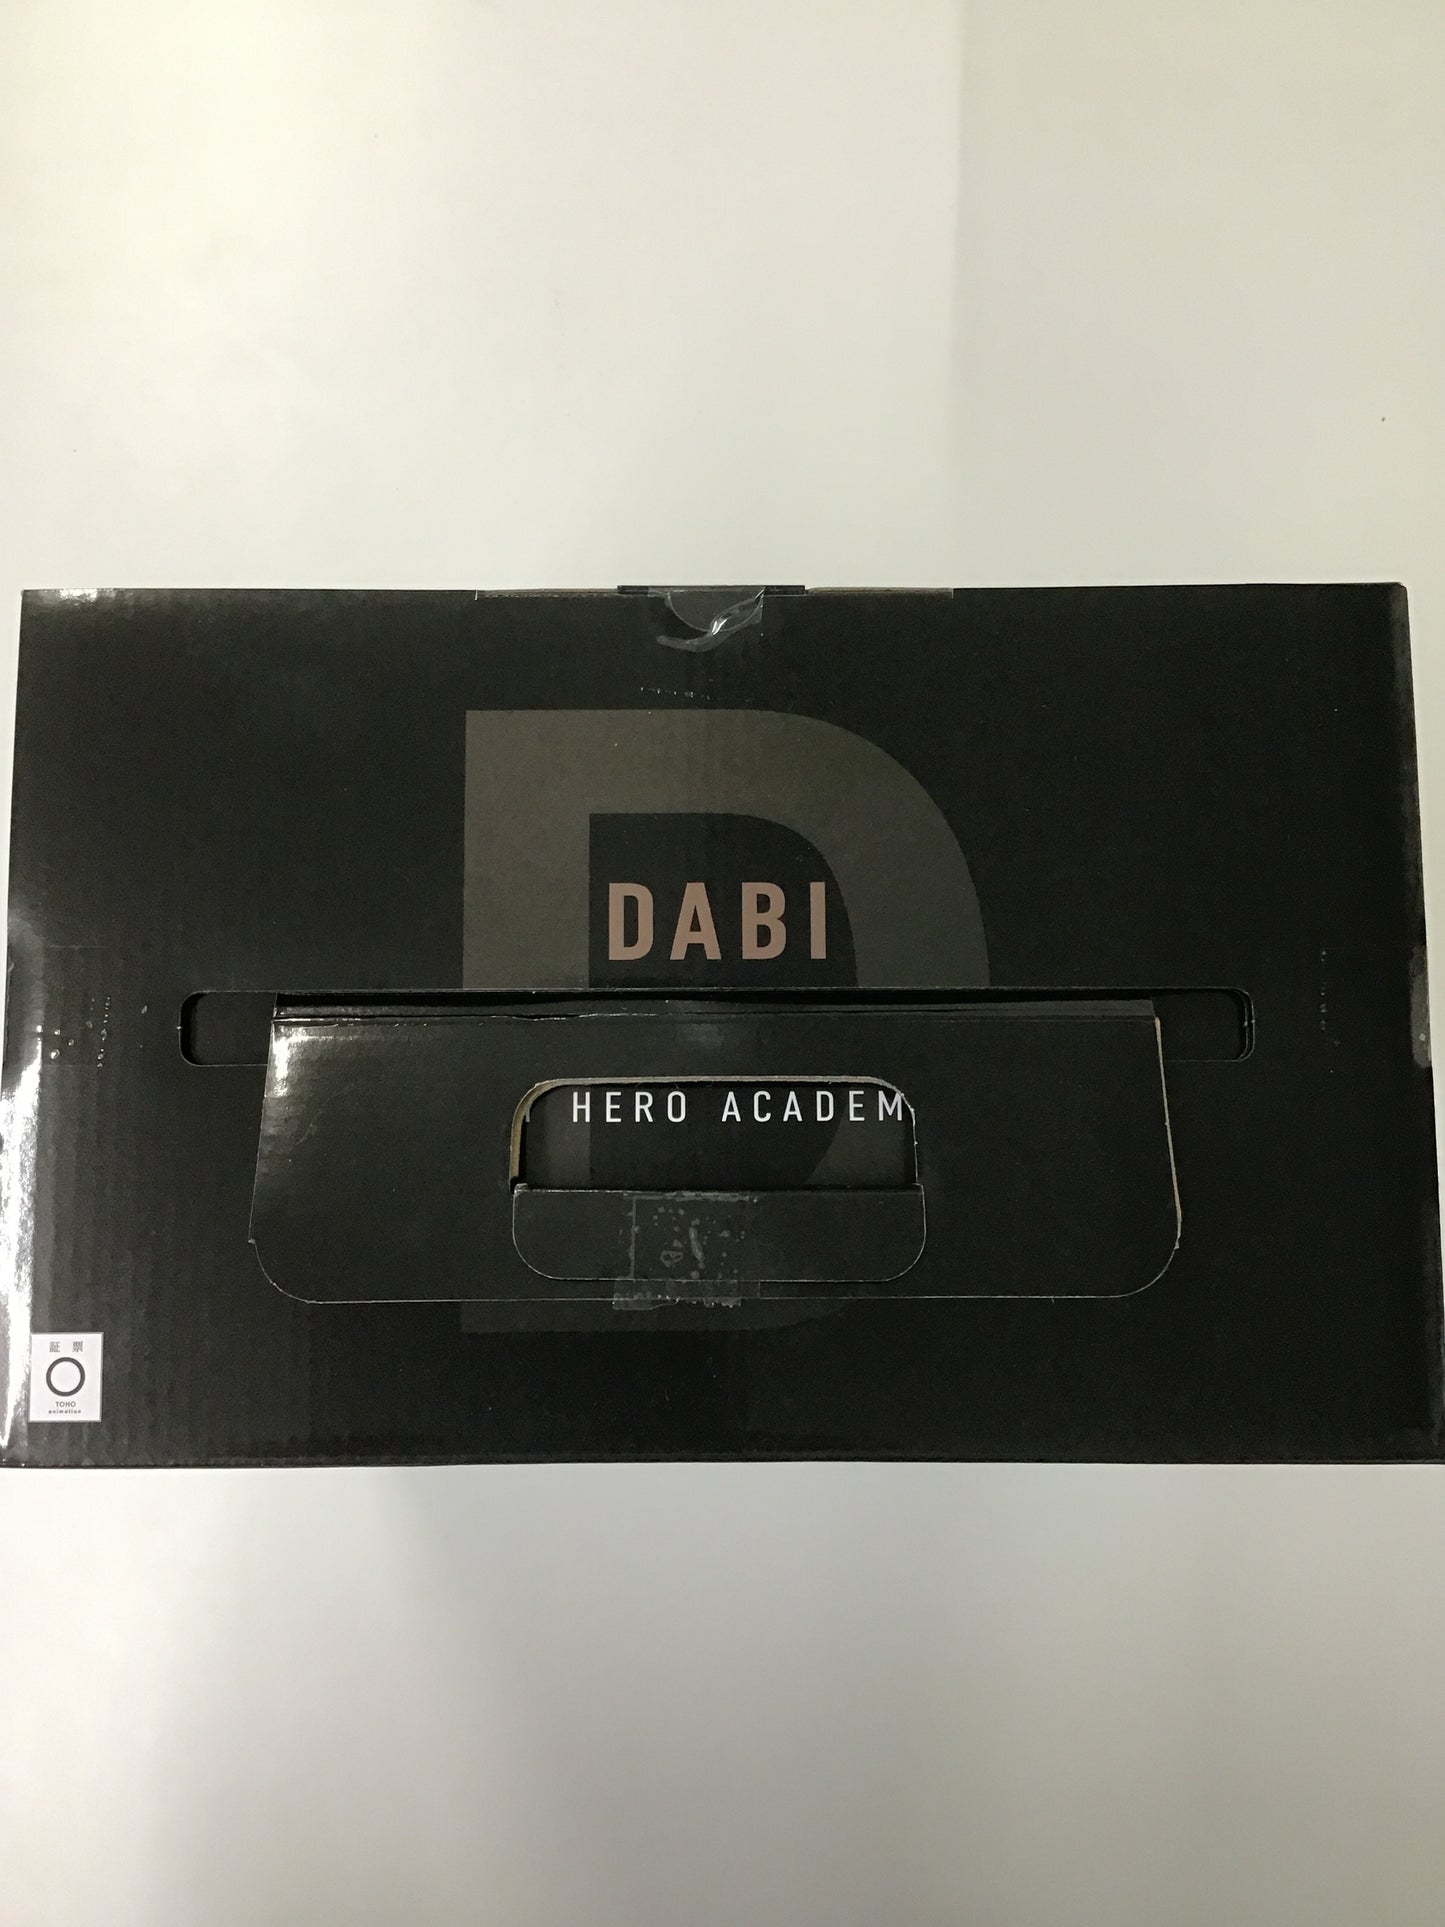 D
DABI
HERO ACADEM
証票
TOHO
animation